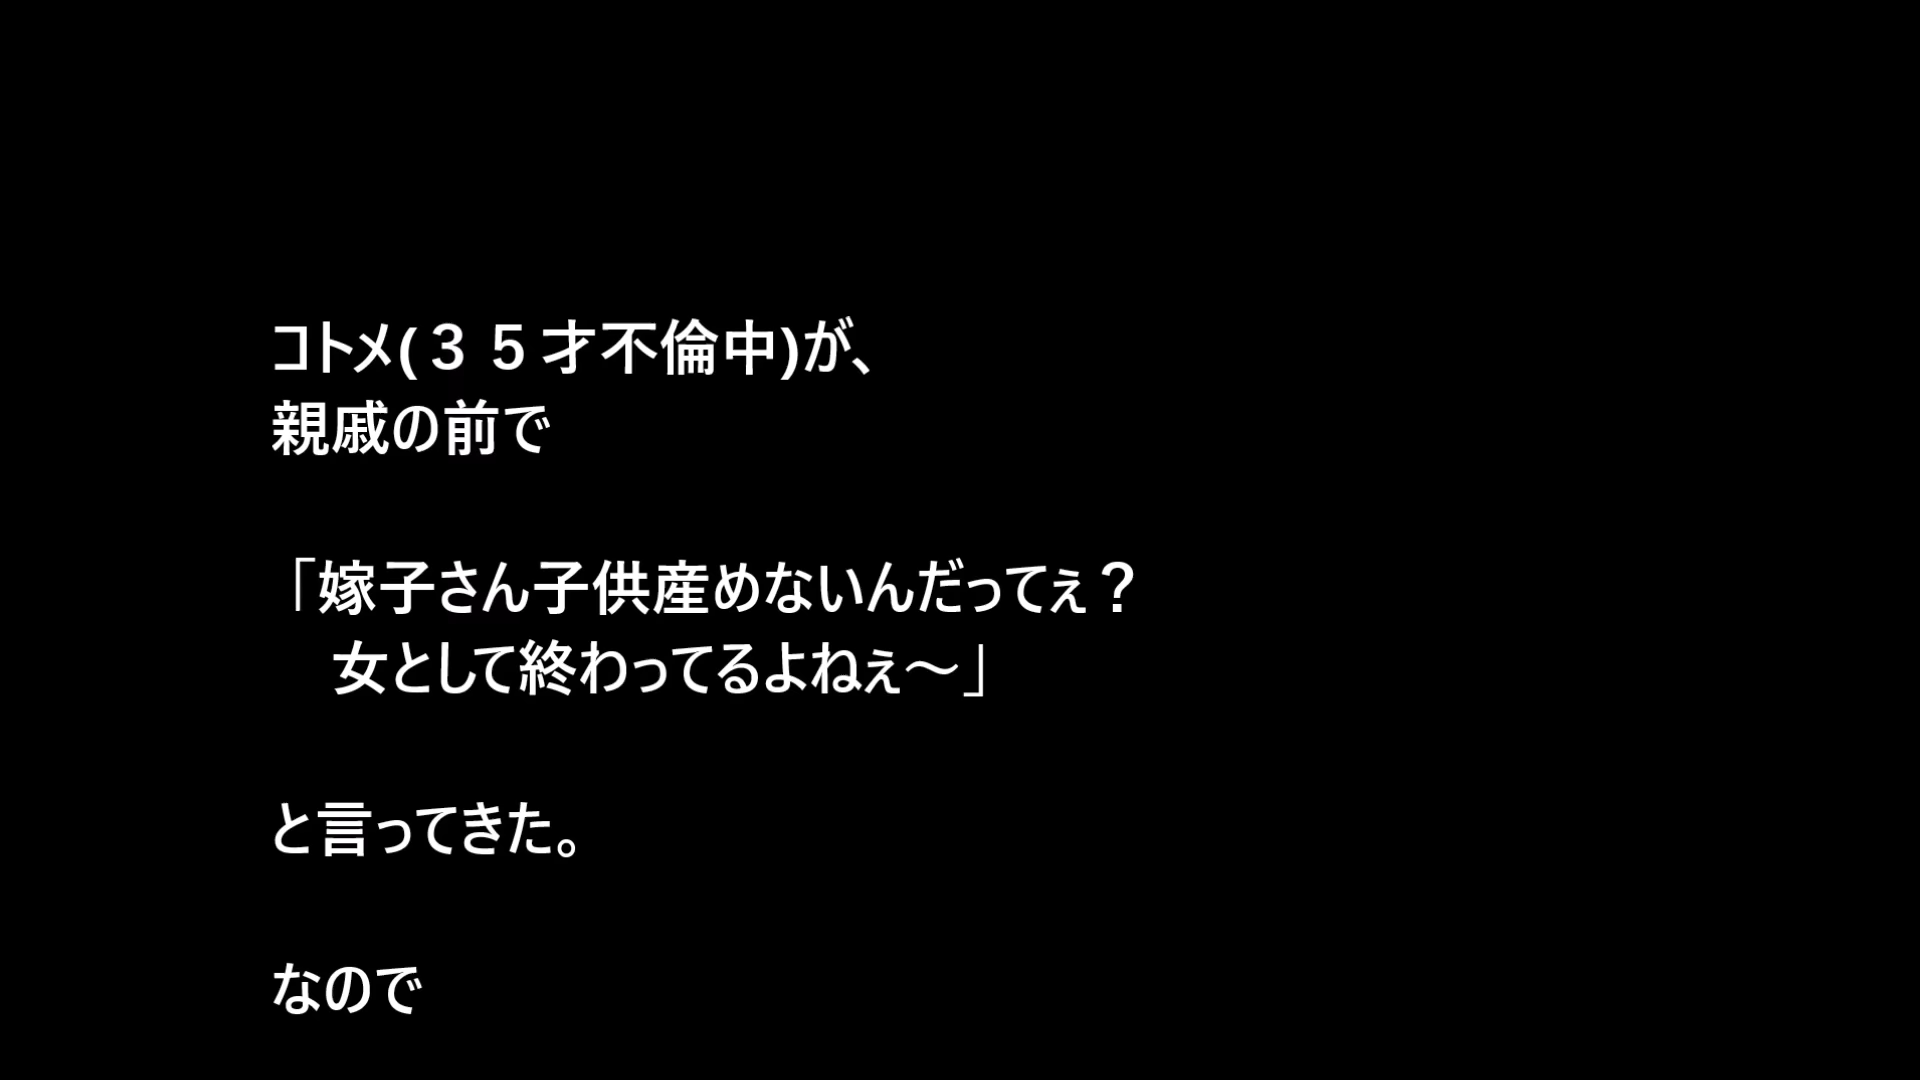 コトメ(３５才不倫中)が、
親戚の前で
「嫁子さん子供産めないんだってぇ？
　女として終わってるよねぇ～」
と言ってきた。
なので